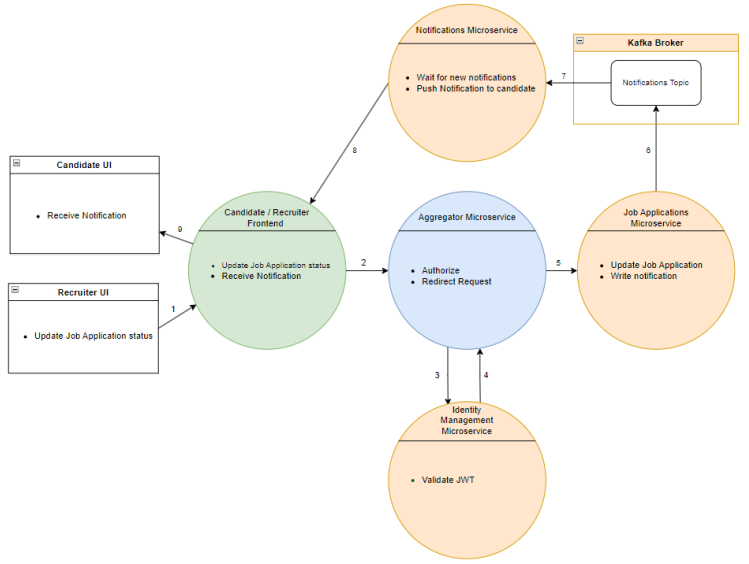 Notifications Microservice
Wait for new notifications
Push Notification to candidate
Kafka Broker
Notifications Topic
7
6
8
Candidate UI
Receive Notification
9
Recruiter UI
Update Job Application status
1
Candidate / Recruiter
Frontend
Update Job Application status
Receive Notification
2
Aggregator Microservice
Authorize
Redirect Request
5
Job Applications
Microservice
Update Job Application
Write notification
3
4
Identity
Management
Microservice
Validate JWT